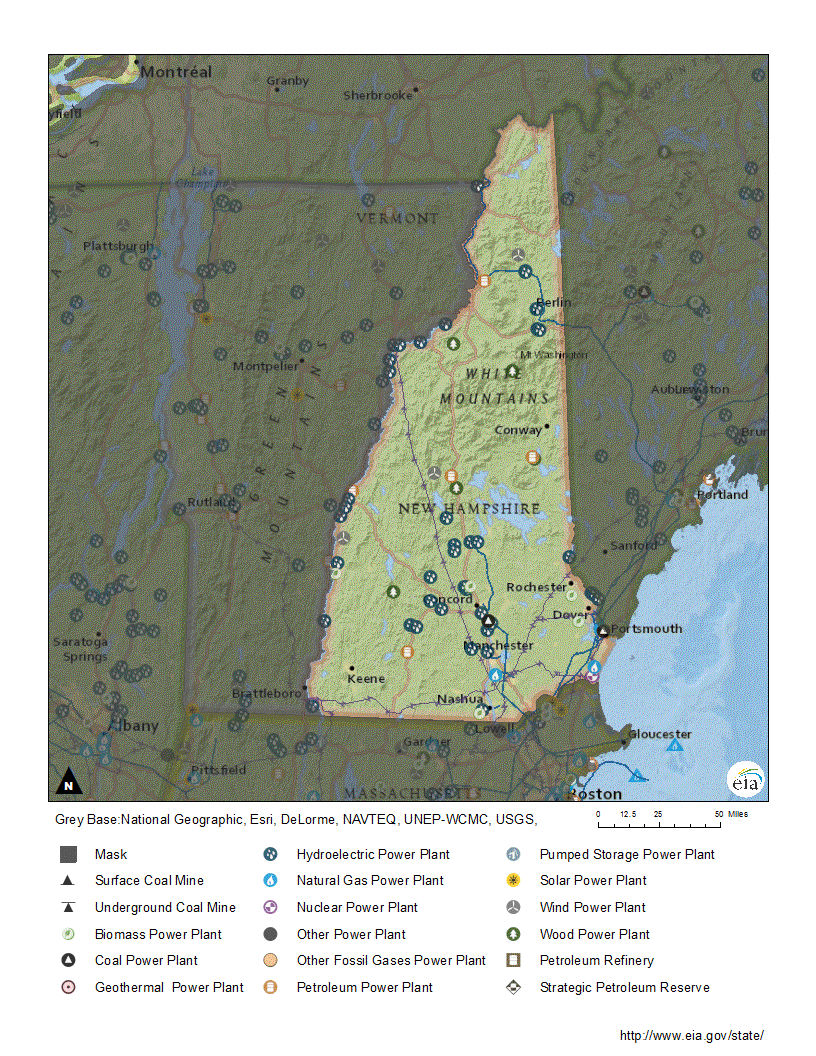 Montréal
Granby
Sherbrooke
yfield
Lake
Champlain
VERMONT
Plattsburgh
Berlin
Mt Washington
Montpelier
WHITE
MOUNTAINS
GREEN
MOUNTAINS
Conway
Portland
Rutland
NEW HAMPSHIRE
Sanford
Rochester
oncord
Dover
Portsmouth
Saratoga
Springs
Manchester
Keene
Brattleboro
Nashua
Albany
Lowell
Gloucester
Pittsfield
MASSACHUSETTS
Boston
N
eia
Grey Base:National Geographic, Esri, DeLorme, NAVTEQ, UNEP-WCMC, USGS,
0 12.5 25 50 Miles
Mask
Hydroelectric Power Plant
Pumped Storage Power Plant
Surface Coal Mine
Natural Gas Power Plant
Solar Power Plant
Underground Coal Mine
Nuclear Power Plant
Wind Power Plant
Biomass Power Plant
Other Power Plant
Wood Power Plant
Coal Power Plant
Other Fossil Gases Power Plant
Petroleum Refinery
Geothermal Power Plant
Petroleum Power Plant
Strategic Petroleum Reserve
http://www.eia.gov/state/